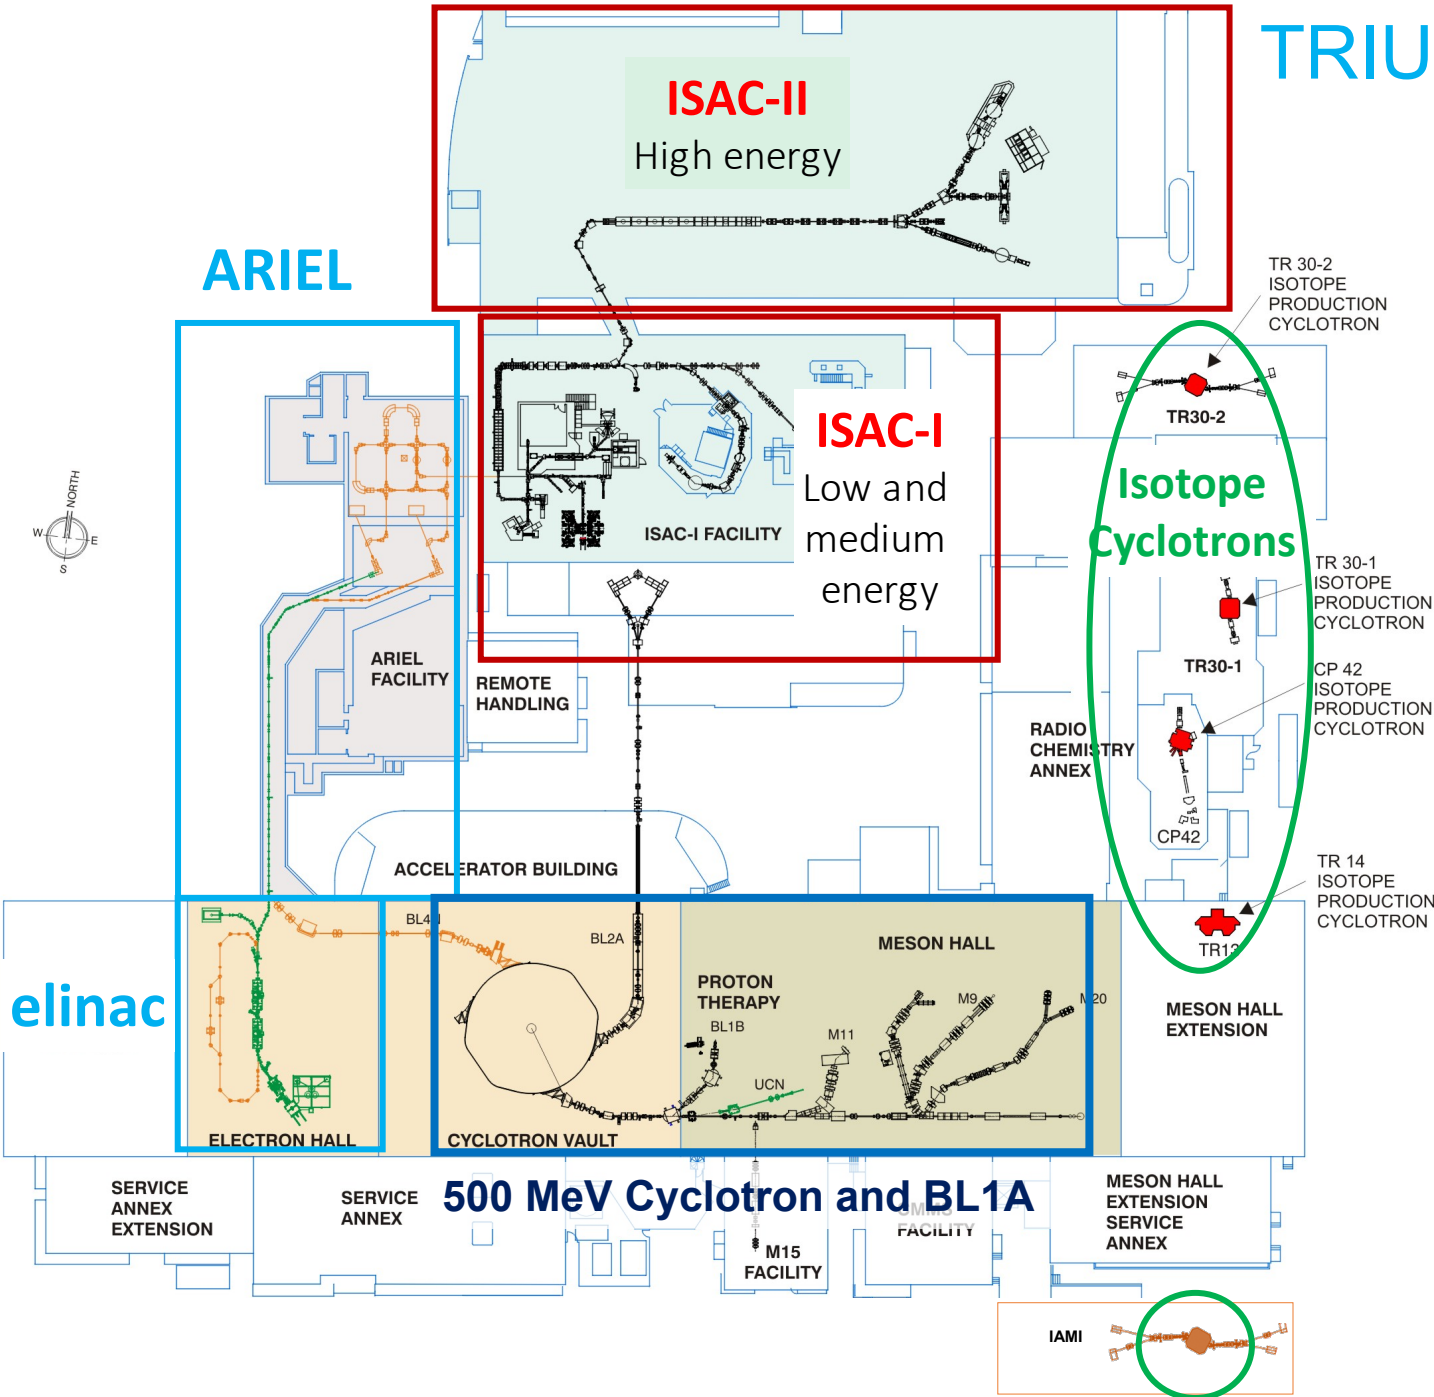 TRIU
ISAC-II
High energy
ARIEL
TR 30-2
ISOTOPE
PRODUCTION
CYCLOTRON
TR30-2
ISAC-I
Low and
medium
energy
ISAC-I FACILITY
Isotope
Cyclotrons
NORTH
W
E
S
TR 30-1
ISOTOPE
PRODUCTION
CYCLOTRON
TR30-1
ARIEL
FACILITY
REMOTE
HANDLING
CP 42
ISOTOPE
PRODUCTION
CYCLOTRON
RADIO
CHEMISTRY
ANNEX
CP42
ACCELERATOR BUILDING
TR 14
ISOTOPE
PRODUCTION
CYCLOTRON
TR13
BL4N
BL2A
MESON HALL
elinac
PROTON
THERAPY
BL1B
M9
M20
M11
UCN
MESON HALL
EXTENSION
ELECTRON HALL
CYCLOTRON VAULT
500 MeV Cyclotron and BL1A
SERVICE
ANNEX
EXTENSION
SERVICE
ANNEX
M15
FACILITY
FACILITY
MESON HALL
EXTENSION
SERVICE
ANNEX
IAMI